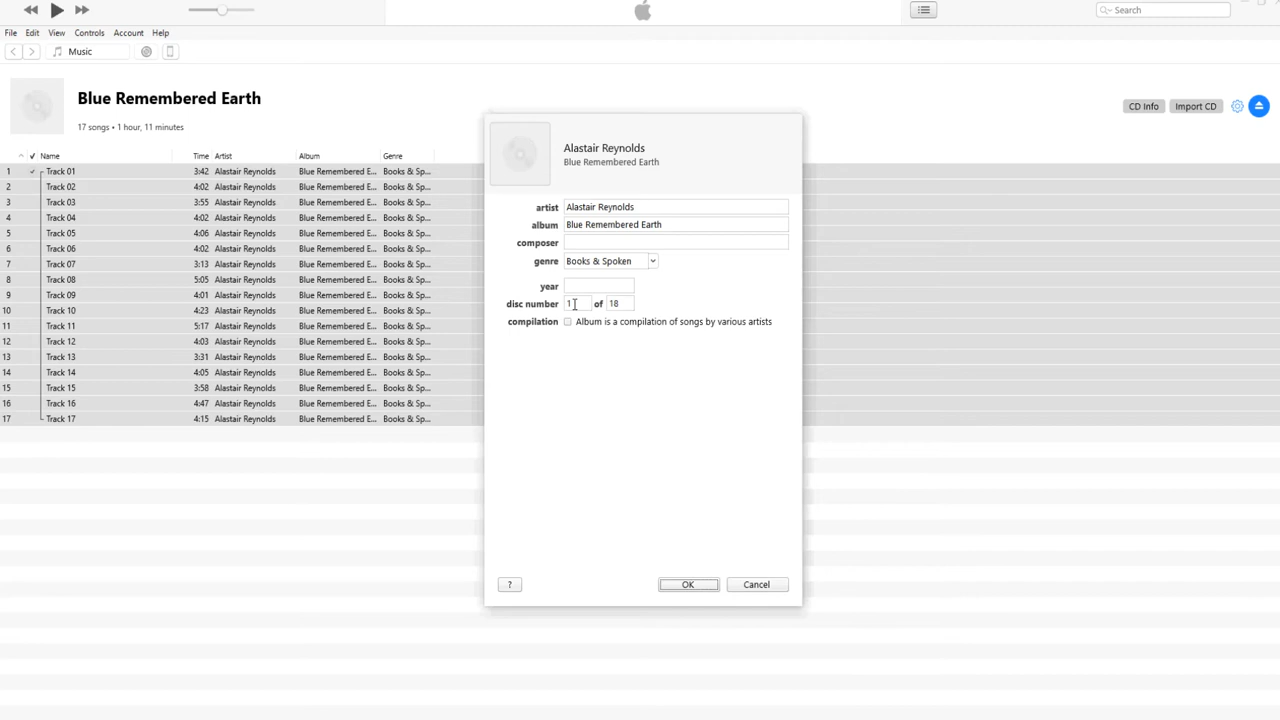 Search
File Edit View Controls Account Help
Music
Blue Remembered Earth
17 songs • 1 hour, 11 minutes
CD Info Import CD
Name Time Artist Album Genre
1 Track 01 3:42 Alastair Reynolds Blue Remembered E... Books & Sp...
2 Track 02 4:02 Alastair Reynolds Blue Remembered E... Books & Sp...
3 Track 03 3:55 Alastair Reynolds Blue Remembered E... Books & Sp...
4 Track 04 4:02 Alastair Reynolds Blue Remembered E... Books & Sp...
5 Track 05 4:06 Alastair Reynolds Blue Remembered E... Books & Sp...
6 Track 06 4:02 Alastair Reynolds Blue Remembered E... Books & Sp...
7 Track 07 3:13 Alastair Reynolds Blue Remembered E... Books & Sp...
8 Track 08 5:05 Alastair Reynolds Blue Remembered E... Books & Sp...
9 Track 09 4:01 Alastair Reynolds Blue Remembered E... Books & Sp...
10 Track 10 4:23 Alastair Reynolds Blue Remembered E... Books & Sp...
11 Track 11 5:17 Alastair Reynolds Blue Remembered E... Books & Sp...
12 Track 12 4:03 Alastair Reynolds Blue Remembered E... Books & Sp...
13 Track 13 3:31 Alastair Reynolds Blue Remembered E... Books & Sp...
14 Track 14 4:05 Alastair Reynolds Blue Remembered E... Books & Sp...
15 Track 15 3:58 Alastair Reynolds Blue Remembered E... Books & Sp...
16 Track 16 4:47 Alastair Reynolds Blue Remembered E... Books & Sp...
17 Track 17 4:15 Alastair Reynolds Blue Remembered E... Books & Sp...
Alastair Reynolds
Blue Remembered Earth
artist Alastair Reynolds
album Blue Remembered Earth
composer
genre Books & Spoken
year
disc number 1 of 18
compilation Album is a compilation of songs by various artists
? OK Cancel